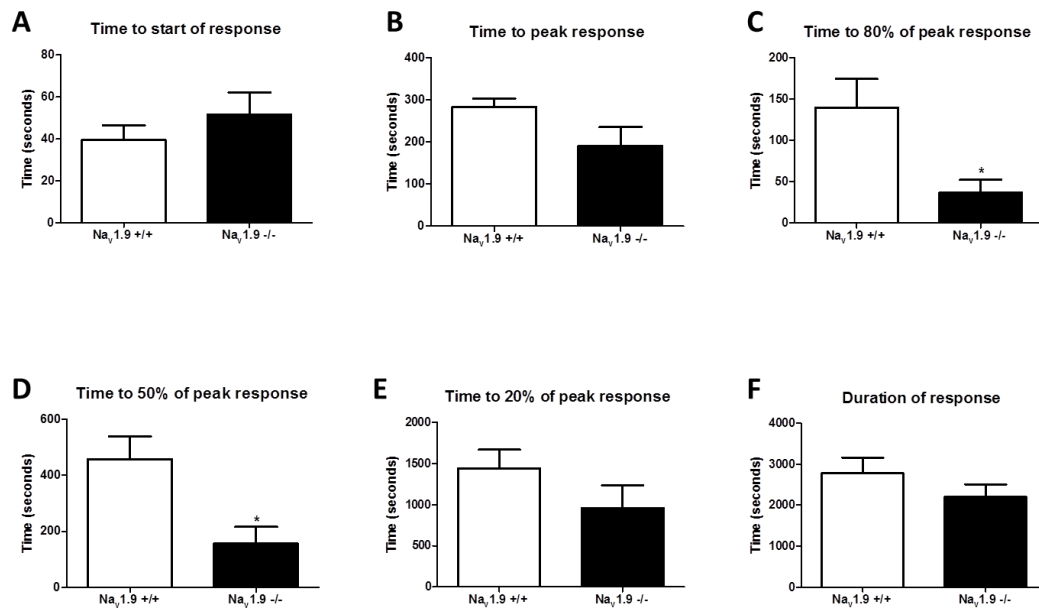 A
Time to start of response
Time (seconds)
80
60
40
20
0
Naᵥ1.9 +/+
Naᵥ1.9 -/-
B
Time to peak response
Time (seconds)
400
300
200
100
0
Naᵥ1.9 +/+
Naᵥ1.9 -/-
C
Time to 80% of peak response
Time (seconds)
200
150
100
50
0
*
Naᵥ1.9 +/+
Naᵥ1.9 -/-
D
Time to 50% of peak response
Time (seconds)
600
400
200
0
*
Naᵥ1.9 +/+
Naᵥ1.9 -/-
E
Time to 20% of peak response
Time (seconds)
2000
1500
1000
500
0
Naᵥ1.9 +/+
Naᵥ1.9 -/-
F
Duration of response
Time (seconds)
4000
3000
2000
1000
0
Naᵥ1.9 +/+
Naᵥ1.9 -/-